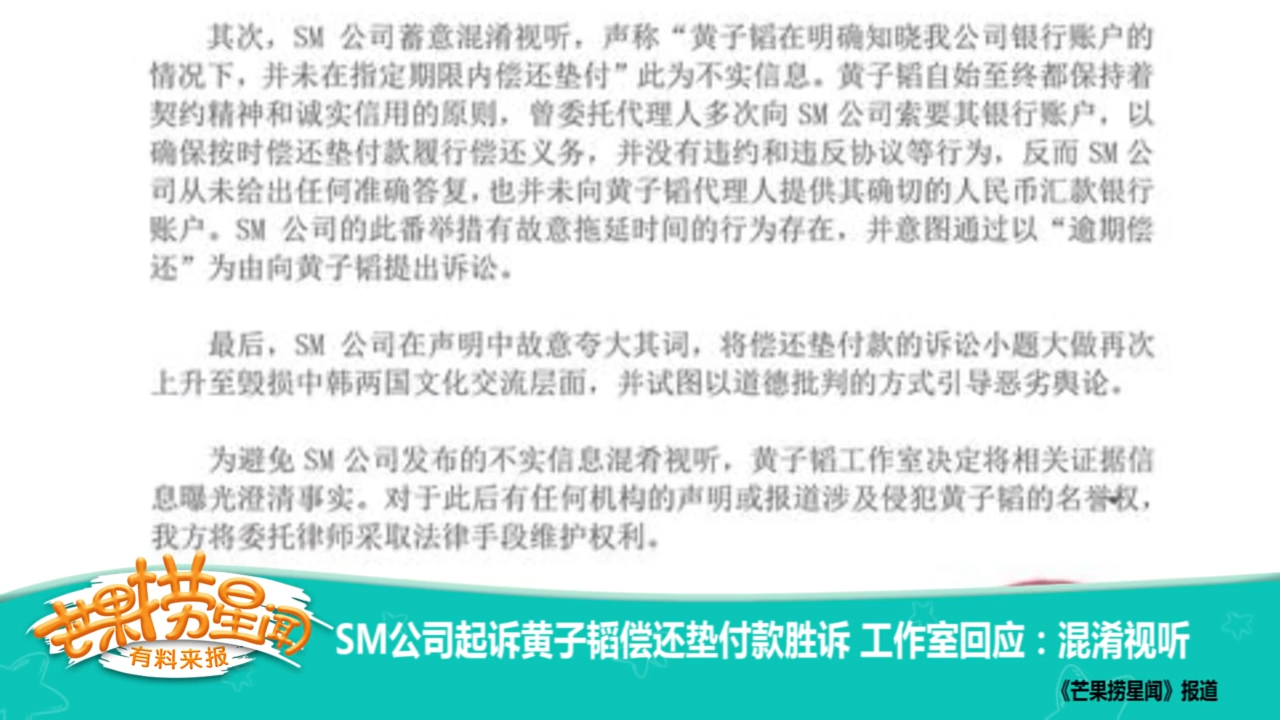 其次，SM 公司蓄意混淆视听，声称“黄子韬在明确知晓我公司银行账户的
情况下，并未在指定期限内偿还垫付”此为不实信息。黄子韬自始至终都保持着
契约精神和诚实信用的原则，曾委托代理人多次向 SM 公司索要其银行账户，以
确保按时偿还垫付款履行偿还义务，并没有违约和违反协议等行为，反而 SM 公
司从未给出任何准确答复，也并未向黄子韬代理人提供其确切的人民币汇款银行
账户。SM 公司的此番举措有故意拖延时间的行为存在，并意图通过以“逾期偿
还”为由向黄子韬提出诉讼。
最后，SM 公司在声明中故意夸大其词，将偿还垫付款的诉讼小题大做再次
上升至毁损中韩两国文化交流层面，并试图以道德批判的方式引导恶劣舆论。
为避免 SM 公司发布的不实信息混肴视听，黄子韬工作室决定将相关证据信
息曝光澄清事实。对于此后有任何机构的声明或报道涉及侵犯黄子韬的名誉权，
我方将委托律师采取法律手段维护权利。
芒果捞星闻
有料来报
SM公司起诉黄子韬偿还垫付款胜诉 工作室回应：混淆视听
《芒果捞星闻》报道